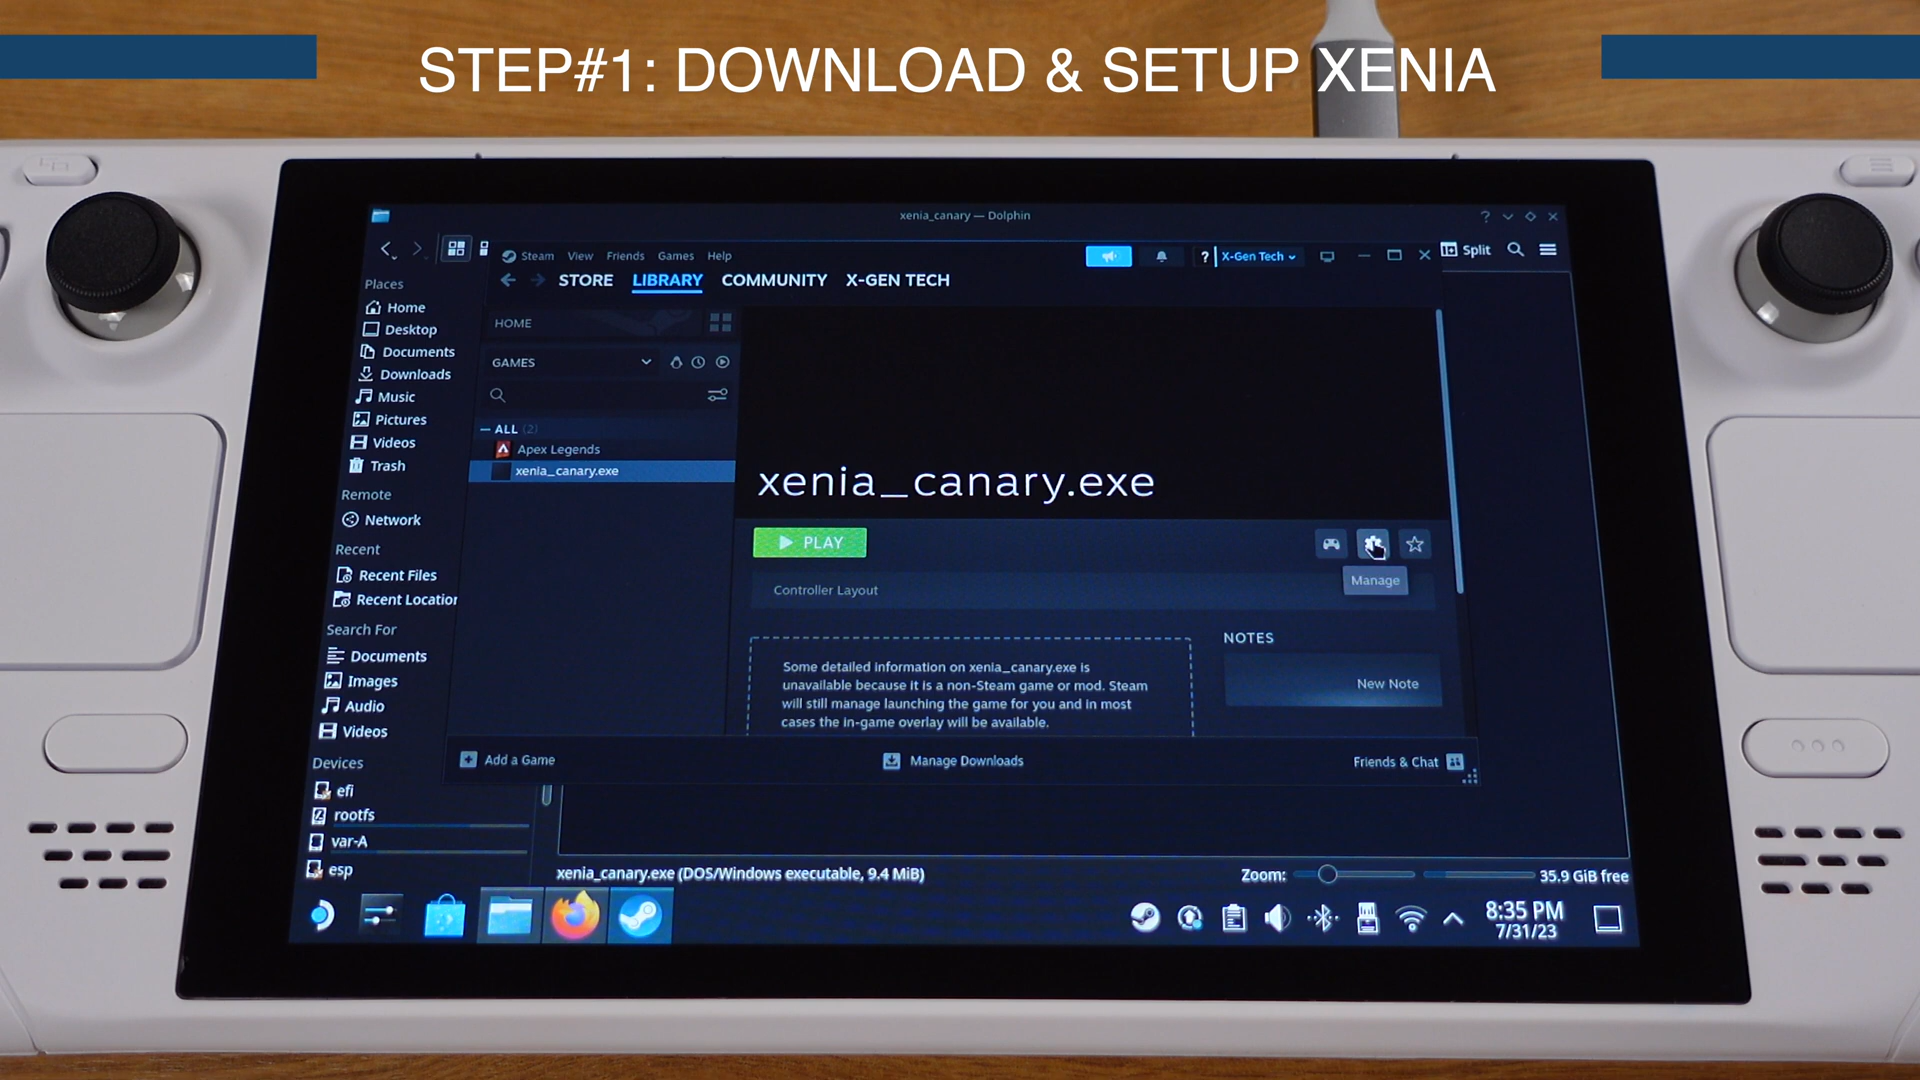 STEP#1: DOWNLOAD & SETUP XENIA
xenia_canary — Dolphin
Split
Steam View Friends Games Help
? X-Gen Tech
STORE LIBRARY COMMUNITY X-GEN TECH
Places
Home
Desktop
Documents
Downloads
Music
Pictures
Videos
Trash
Remote
Network
Recent
Recent Files
Recent Location
Search For
Documents
Images
Audio
Videos
Devices
efi
rootfs
var-A
esp
HOME
GAMES
ALL (2)
Apex Legends
xenia_canary.exe
xenia_canary.exe
PLAY
Manage
Controller Layout
Some detailed information on xenia_canary.exe is
unavailable because it is a non-Steam game or mod. Steam
will still manage launching the game for you and in most
cases the in-game overlay will be available.
NOTES
New Note
Add a Game
Manage Downloads
Friends & Chat
xenia_canary.exe (DOS/Windows executable, 9.4 MiB)
Zoom:
35.9 GiB free
8:35 PM
7/31/23